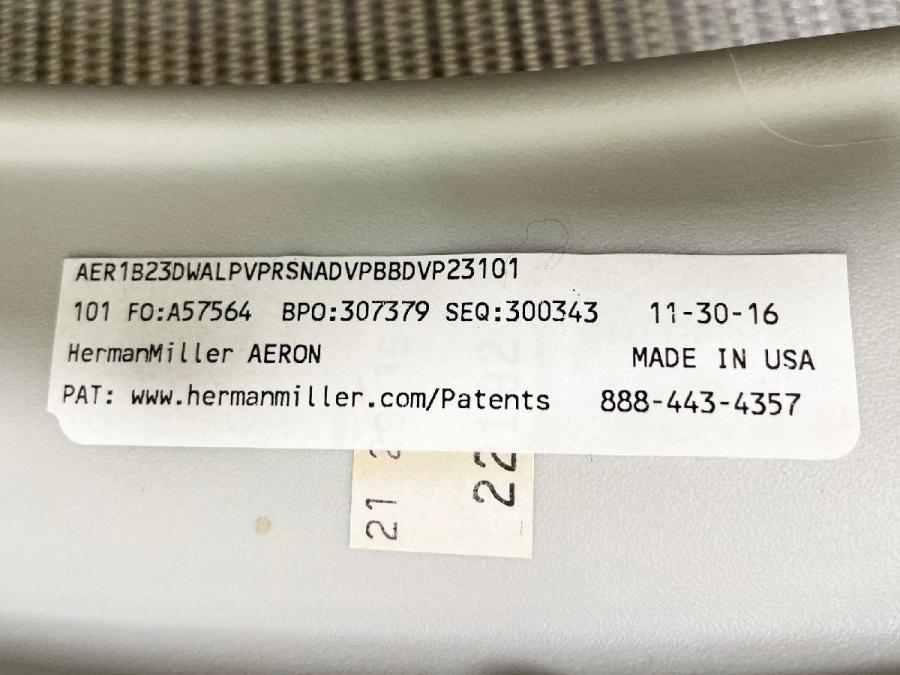 AER1B23DWALPVPRSNADVPBBDVP23101
101 FO:A57564 BPO:307379 SEQ:300343 11-30-16
HermanMiller AERON MADE IN USA
PAT: www.hermanmiller.com/Patents 888-443-4357
21